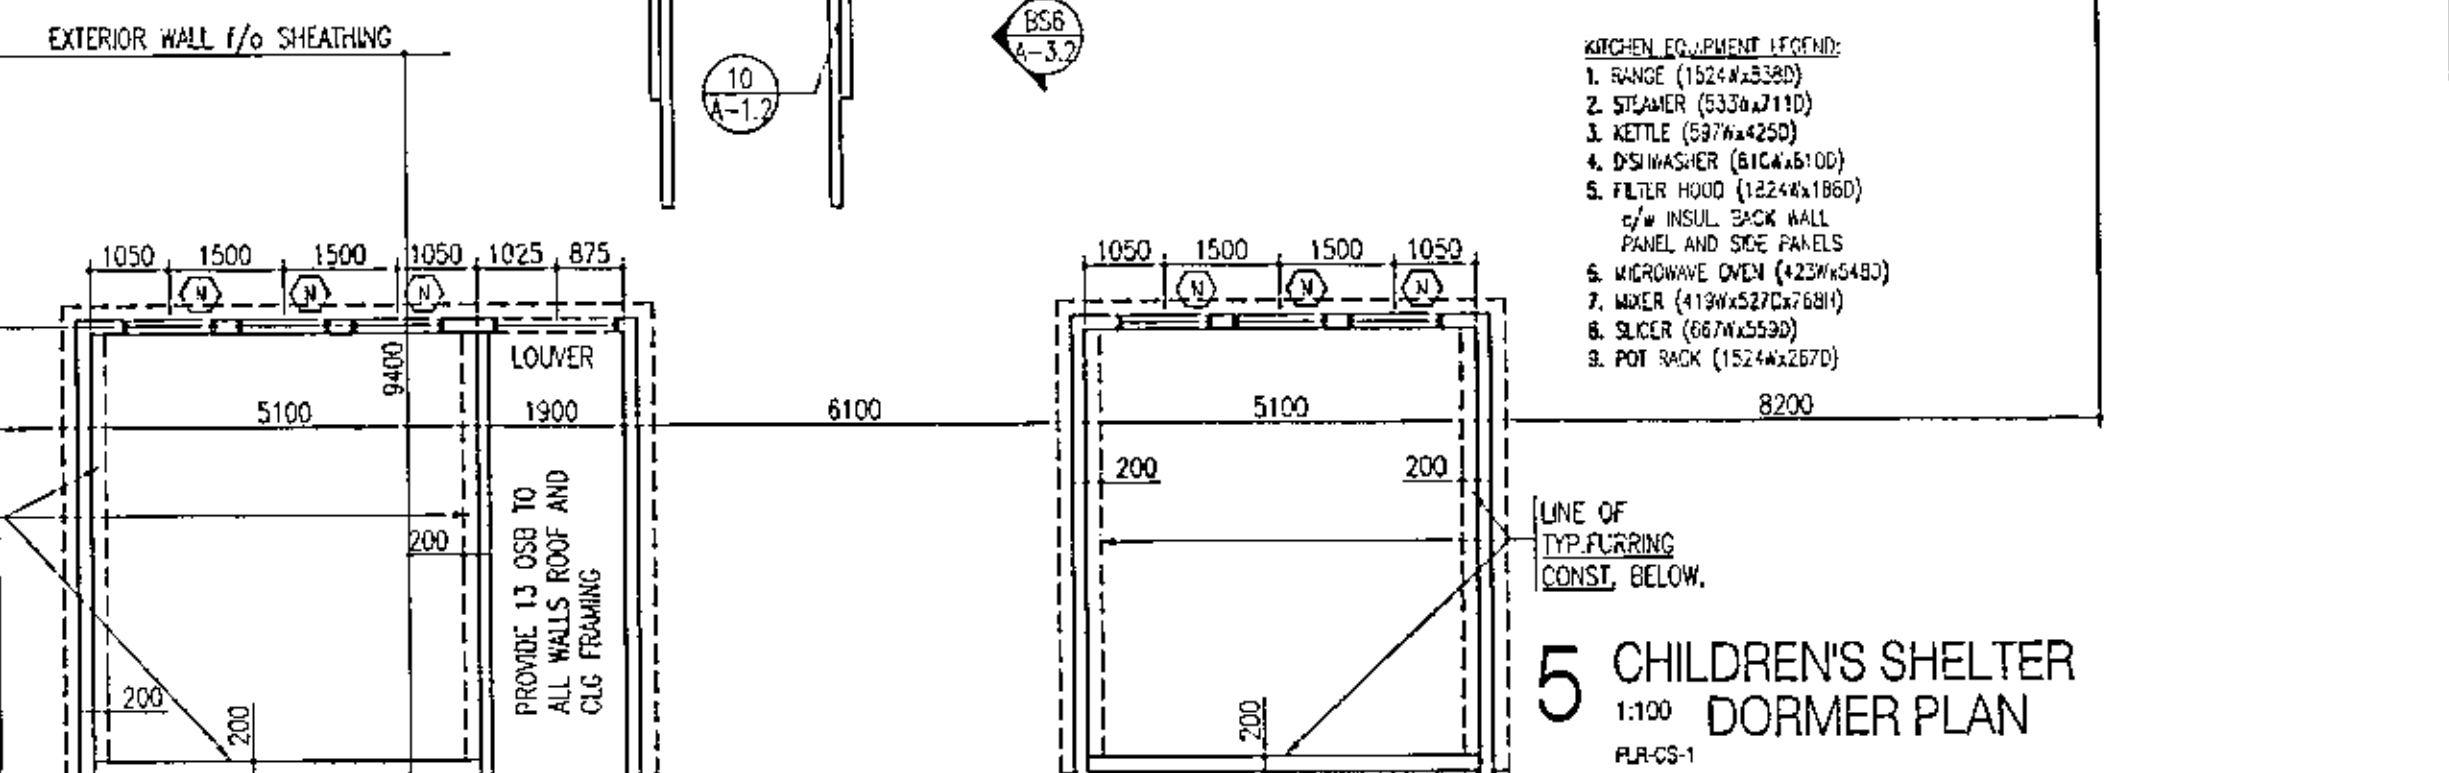 EXTERIOR WALL f/o SHEATHING
10
A-1.2
BS6
A-3.2
KITCHEN EQUIPMENT LEGEND:
1. RANGE (1524Wx838D)
2. STEAMER (533Wx711D)
3. KETTLE (597Wx425D)
4. DISHWASHER (610Wx610D)
5. FILTER HOOD
c/w INSUL. BACK WALL
PANEL AND SIDE PANELS
6. MICROWAVE OVEN (423Wx548D)
7. MIXER (419Wx527Dx768H)
8. SLICER (667Wx559D)
9. POT RACK (1524Wx267D)
1050 1500 1500 1050 1025 875
N N N
1050 1500 1500 1050
N N N
LOUVER
9400
5100 1900 6100 5100 8200
200
200
200
200
200
200
PROVIDE 13 OSB TO
ALL WALLS ROOF AND
CLG FRAMING
LINE OF
TYP.FURRING
CONST. BELOW.
5 CHILDREN'S SHELTER
1:100 DORMER PLAN
PLR-CS-1